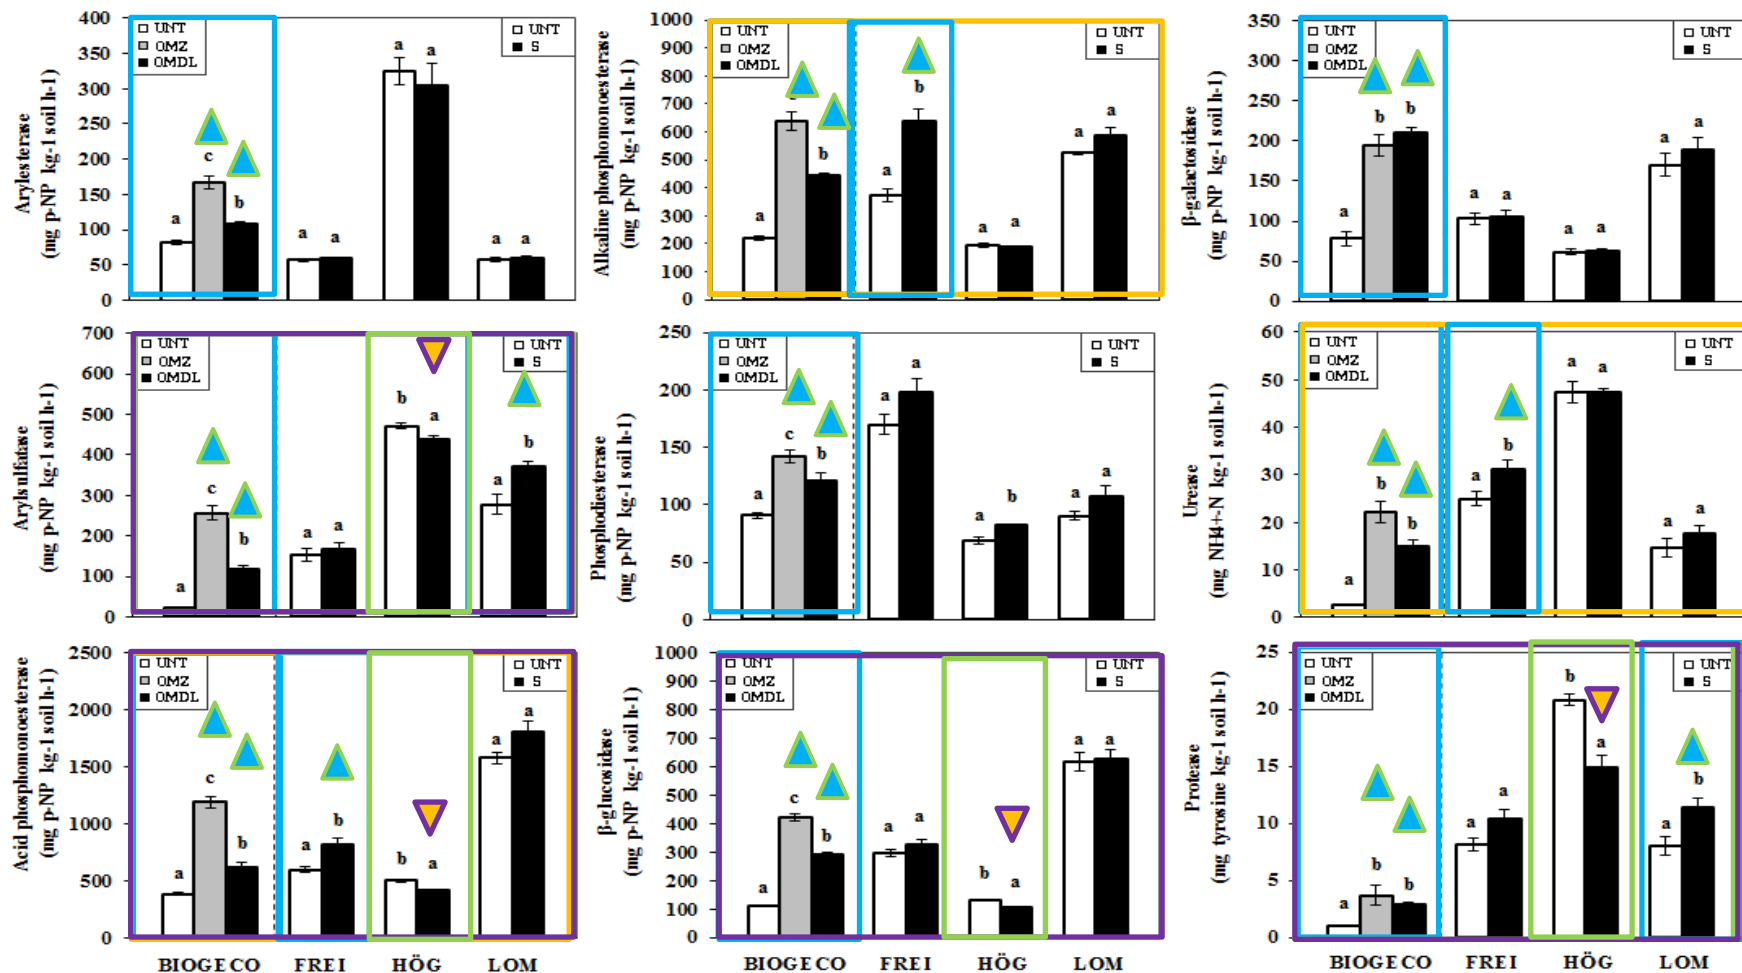 Arylesterase
(mg p-NP kg-1 soil h-1)
400
350
300
250
200
150
100
50
0
UNT
OMZ
OMDL
UNT
S
a
c
b
a
a
a
a
a
a
Alkaline phosphomonoesterase
(mg p-NP kg-1 soil h-1)
1000
900
800
700
600
500
400
300
200
100
0
UNT
OMZ
OMDL
UNT
S
a
b
a
b
a
a
a
a
β-galactosidase
(mg p-NP kg-1 soil h-1)
350
300
250
200
150
100
50
0
UNT
OMZ
OMDL
UNT
S
a
b
b
a
a
a
a
a
a
Arylsulfatase
(mg p-NP kg-1 soil h-1)
700
600
500
400
300
200
100
0
UNT
OMZ
OMDL
UNT
S
a
c
b
a
a
b
a
a
b
Phosphodiesterase
(mg p-NP kg-1 soil h-1)
250
200
150
100
50
0
UNT
OMZ
OMDL
UNT
S
a
c
b
a
a
a
b
a
a
Urease
(mg NH4+-N kg-1 soil h-1)
60
50
40
30
20
10
0
UNT
OMZ
OMDL
UNT
S
a
b
b
a
b
a
a
a
a
Acid phosphomonoesterase
(mg p-NP kg-1 soil h-1)
2500
2000
1500
1000
500
0
UNT
OMZ
OMDL
UNT
S
a
c
b
a
b
b
a
a
a
BIOGECO FREI HÖG LOM
β-glucosidase
(mg p-NP kg-1 soil h-1)
1000
900
800
700
600
500
400
300
200
100
0
UNT
OMZ
OMDL
UNT
S
a
c
b
a
a
b
a
a
a
BIOGECO FREI HÖG LOM
Protease
(mg tyrosine kg-1 soil h-1)
25
20
15
10
5
0
UNT
OMZ
OMDL
UNT
S
a
b
b
a
a
b
a
a
b
BIOGECO FREI HÖG LOM